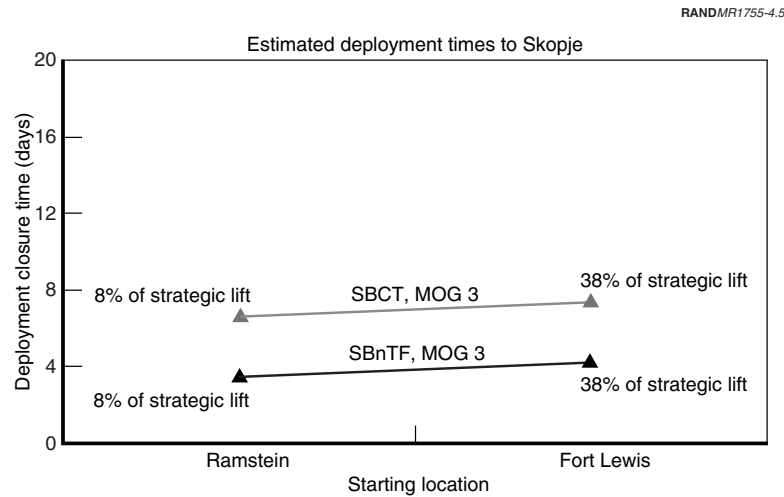 RANDMR1755-4.5
Estimated deployment times to Skopje
20
16
12
8
4
0
Deployment closure time (days)
8% of strategic lift
SBCT, MOG 3
38% of strategic lift
SBnTF, MOG 3
8% of strategic lift
38% of strategic lift
Ramstein
Fort Lewis
Starting location